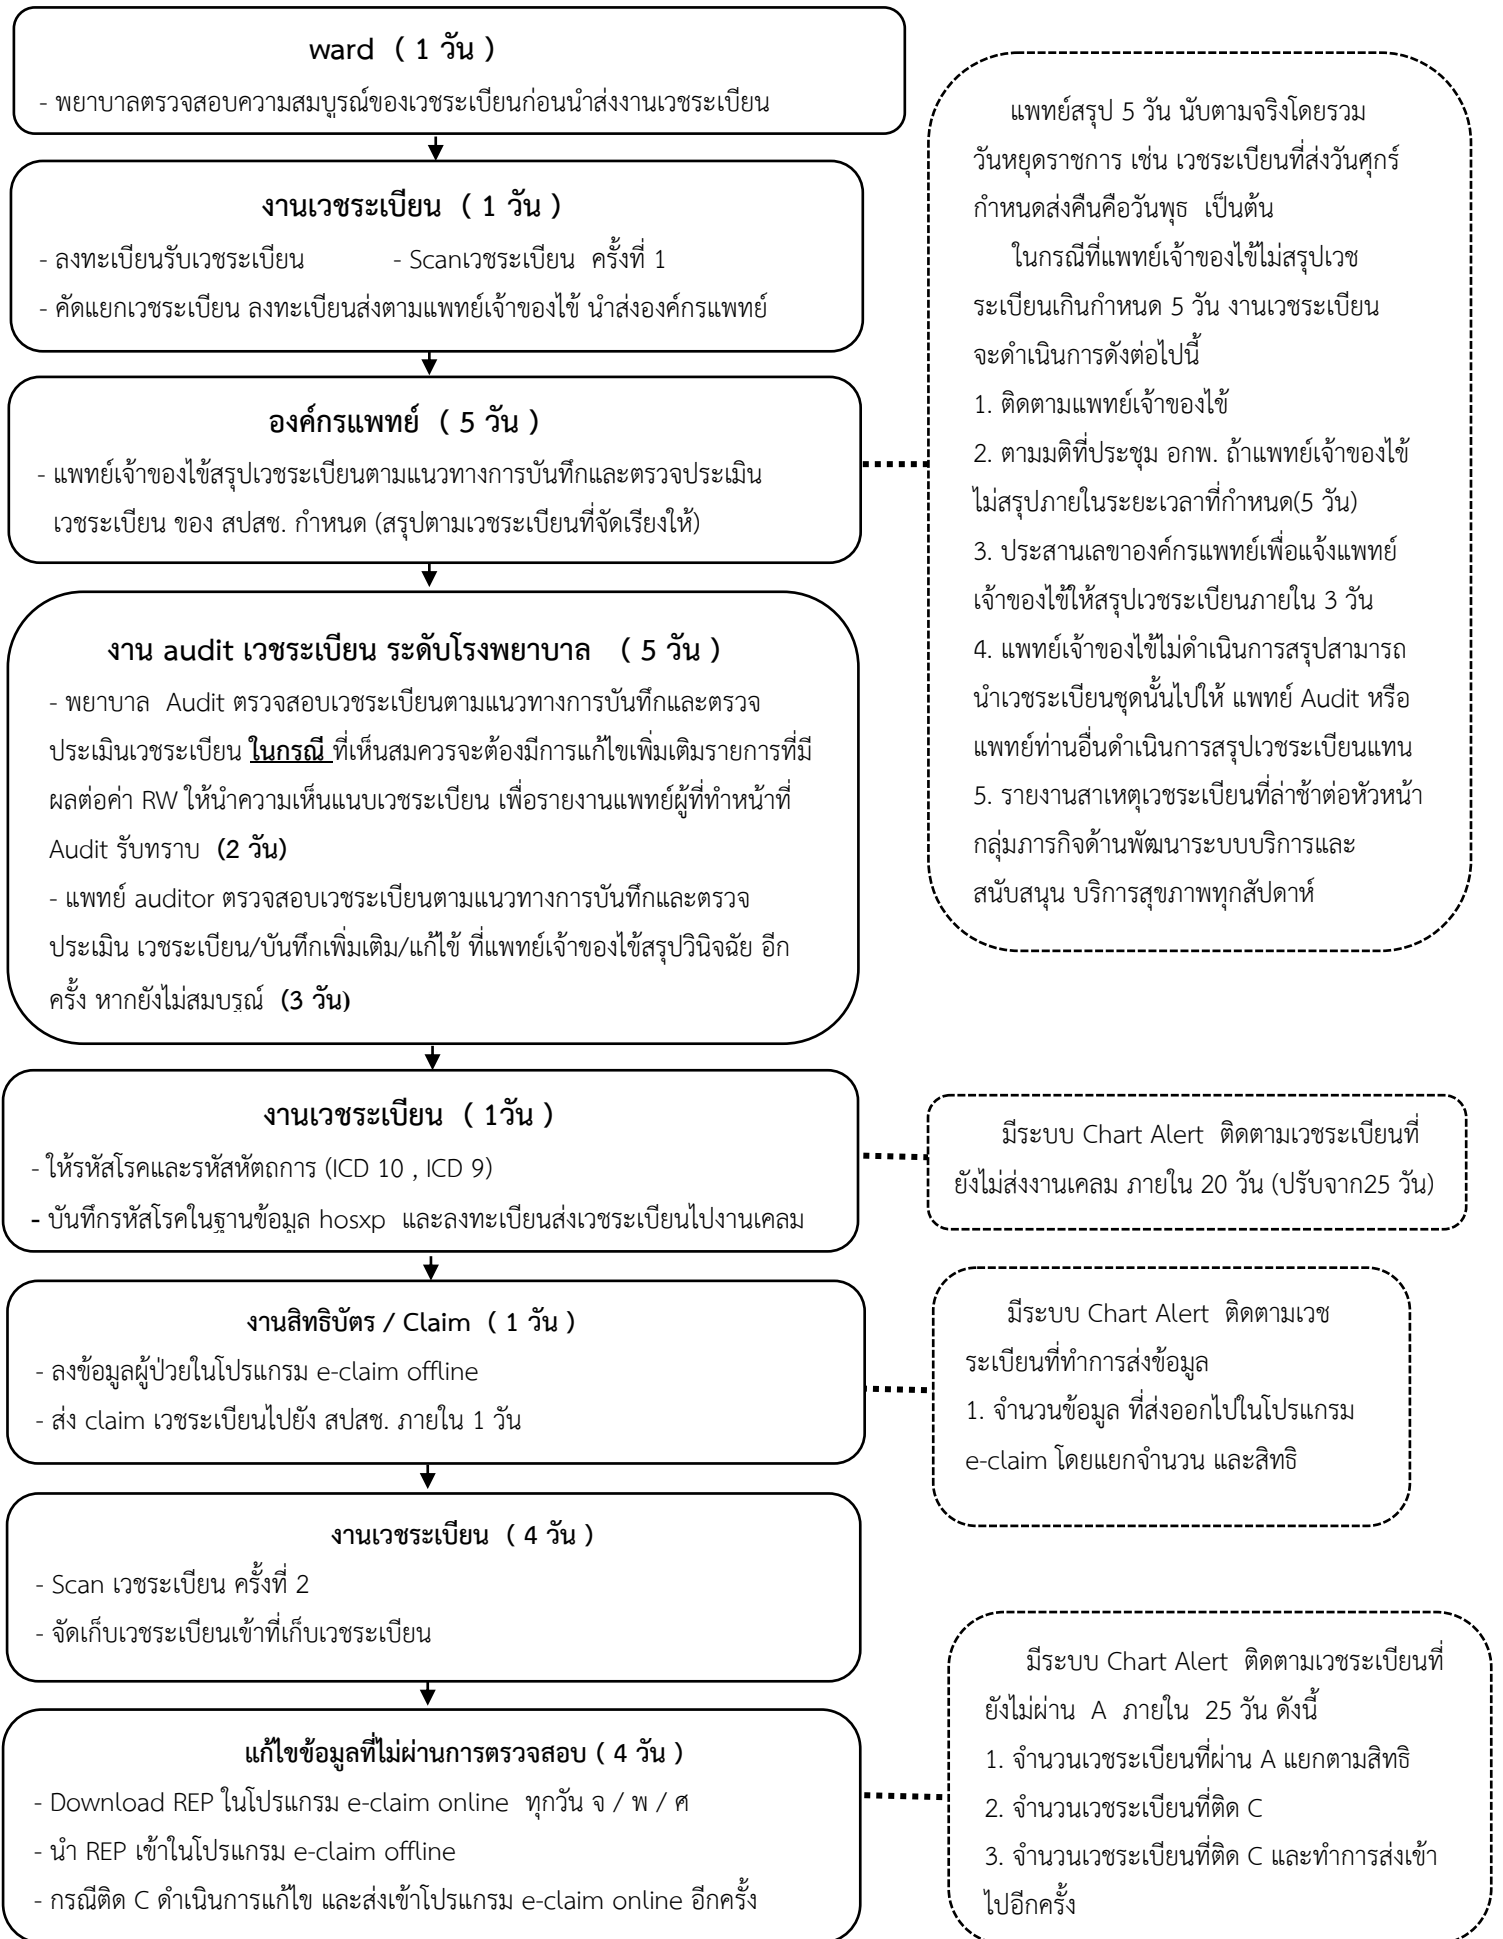 ward ( 1 วัน )
- พยาบาลตรวจสอบความสมบูรณ์ของเวชระเบียนก่อนนำส่งงานเวชระเบียน
งานเวชระเบียน ( 1 วัน )
- ลงทะเบียนรับเวชระเบียน - Scanเวชระเบียน ครั้งที่ 1
- คัดแยกเวชระเบียน ลงทะเบียนส่งตามแพทย์เจ้าของไข้ นำส่งองค์กรแพทย์
องค์กรแพทย์ ( 5 วัน )
- แพทย์เจ้าของไข้สรุปเวชระเบียนตามแนวทางการบันทึกและตรวจประเมิน
เวชระเบียน ของ สปสช. กำหนด (สรุปตามเวชระเบียนที่จัดเรียงให้)
แพทย์สรุป 5 วัน นับตามจริงโดยรวม
วันหยุดราชการ เช่น เวชระเบียนที่ส่งวันศุกร์
กำหนดส่งคืนคือวันพุธ เป็นต้น
ในกรณีที่แพทย์เจ้าของไข้ไม่สรุปเวช
ระเบียนเกินกำหนด 5 วัน งานเวชระเบียน
จะดำเนินการดังต่อไปนี้
1. ติดตามแพทย์เจ้าของไข้
2. ตามมติที่ประชุม อกพ. ถ้าแพทย์เจ้าของไข้
ไม่สรุปภายในระยะเวลาที่กำหนด(5 วัน)
3. ประสานเลขาองค์กรแพทย์เพื่อแจ้งแพทย์
เจ้าของไข้ให้สรุปเวชระเบียนภายใน 3 วัน
4. แพทย์เจ้าของไข้ไม่ดำเนินการสรุปสามารถ
นำเวชระเบียนชุดนั้นไปให้ แพทย์ Audit หรือ
แพทย์ท่านอื่นดำเนินการสรุปเวชระเบียนแทน
5. รายงานสาเหตุเวชระเบียนที่ล่าช้าต่อหัวหน้า
กลุ่มภารกิจด้านพัฒนาระบบบริการและ
สนับสนุน บริการสุขภาพทุกสัปดาห์
งาน audit เวชระเบียน ระดับโรงพยาบาล ( 5 วัน )
- พยาบาล Audit ตรวจสอบเวชระเบียนตามแนวทางการบันทึกและตรวจ
ประเมินเวชระเบียน ในกรณี ที่เห็นสมควรจะต้องมีการแก้ไขเพิ่มเติมรายการที่มี
ผลต่อค่า RW ให้นำความเห็นแนบเวชระเบียน เพื่อรายงานแพทย์ผู้ที่ทำหน้าที่
Audit รับทราบ (2 วัน)
- แพทย์ auditor ตรวจสอบเวชระเบียนตามแนวทางการบันทึกและตรวจ
ประเมิน เวชระเบียน/บันทึกเพิ่มเติม/แก้ไข้ ที่แพทย์เจ้าของไข้สรุปวินิจฉัย อีก
ครั้ง หากยังไม่สมบรูณ์ (3 วัน)
งานเวชระเบียน ( 1วัน )
- ให้รหัสโรคและรหัสหัตถการ (ICD 10 , ICD 9)
- บันทึกรหัสโรคในฐานข้อมูล hosxp และลงทะเบียนส่งเวชระเบียนไปงานเคลม
มีระบบ Chart Alert ติดตามเวชระเบียนที่
ยังไม่ส่งงานเคลม ภายใน 20 วัน (ปรับจาก25 วัน)
งานสิทธิบัตร / Claim ( 1 วัน )
- ลงข้อมูลผู้ป่วยในโปรแกรม e-claim offline
- ส่ง claim เวชระเบียนไปยัง สปสช. ภายใน 1 วัน
มีระบบ Chart Alert ติดตามเวช
ระเบียนที่ทำการส่งข้อมูล
1. จำนวนข้อมูล ที่ส่งออกไปในโปรแกรม
e-claim โดยแยกจำนวน และสิทธิ
งานเวชระเบียน ( 4 วัน )
- Scan เวชระเบียน ครั้งที่ 2
- จัดเก็บเวชระเบียนเข้าที่เก็บเวชระเบียน
แก้ไขข้อมูลที่ไม่ผ่านการตรวจสอบ ( 4 วัน )
- Download REP ในโปรแกรม e-claim online ทุกวัน จ / พ / ศ
- นำ REP เข้าในโปรแกรม e-claim offline
- กรณีติด C ดำเนินการแก้ไข และส่งเข้าโปรแกรม e-claim online อีกครั้ง
มีระบบ Chart Alert ติดตามเวชระเบียนที่
ยังไม่ผ่าน A ภายใน 25 วัน ดังนี้
1. จำนวนเวชระเบียนที่ผ่าน A แยกตามสิทธิ
2. จำนวนเวชระเบียนที่ติด C
3. จำนวนเวชระเบียนที่ติด C และทำการส่งเข้า
ไปอีกครั้ง